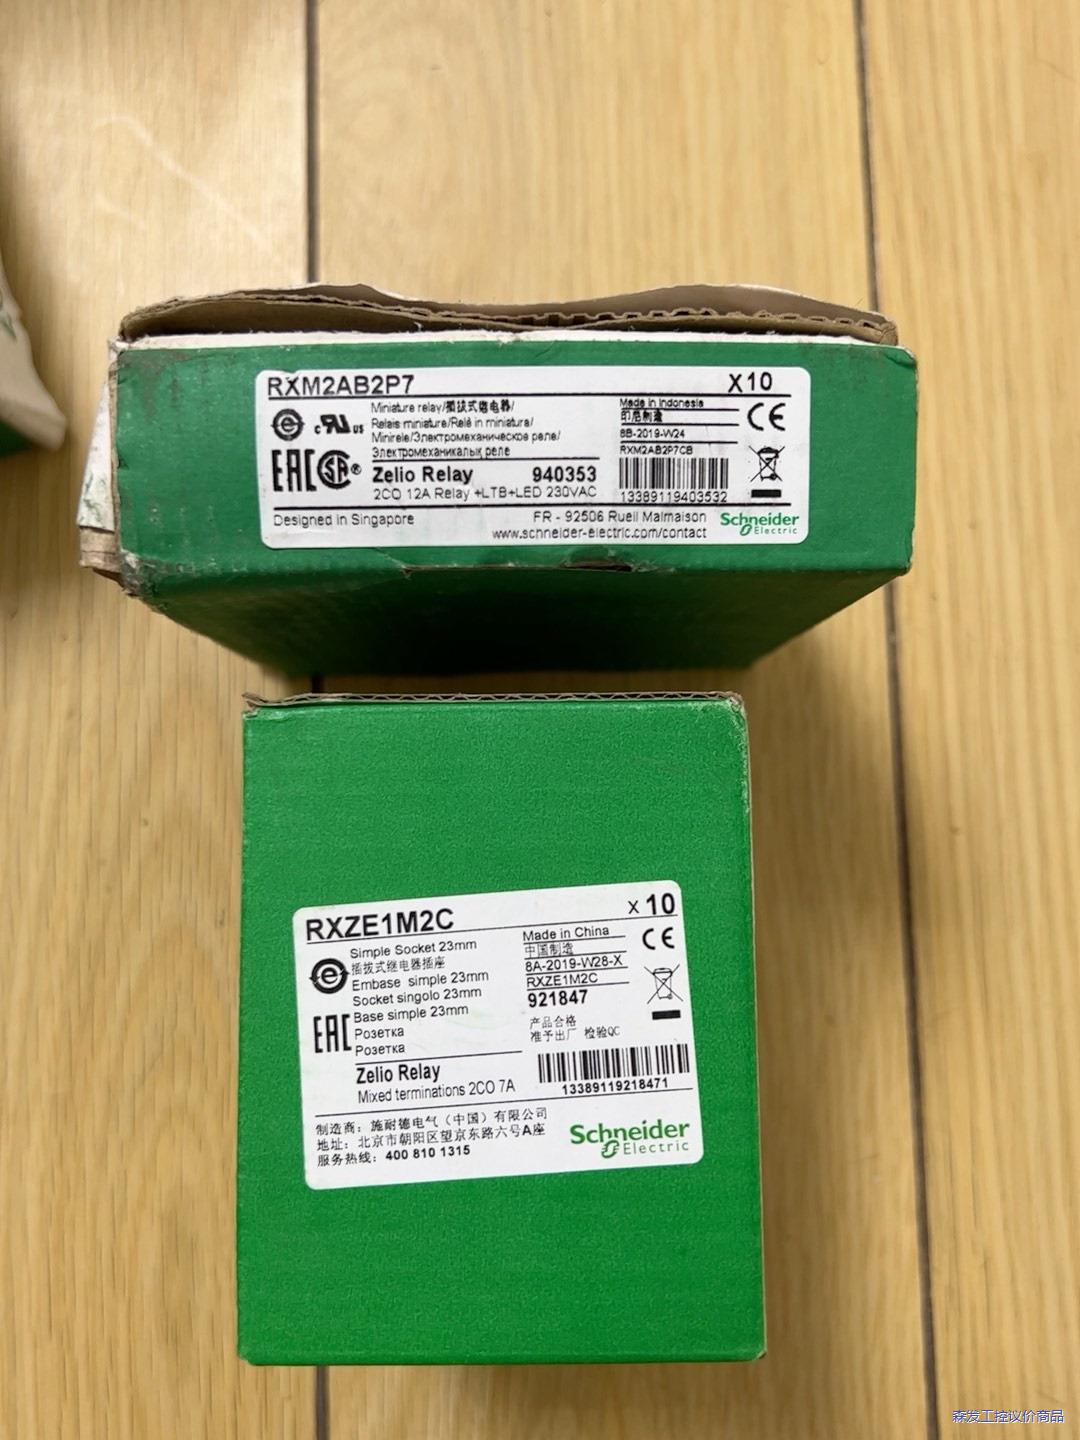 RXM2AB2P7
X10
Miniature relay/插拔式继电器/
Relais miniature/Relè in miniatura/
Minirele/Электромеханическое реле/
Электромеханикалық реле
c RU us
EAC SA®
Zelio Relay 940353
2CO 12A Relay +LTB+LED 230VAC
Made in Indonesia
印尼制造
8B-2019-W24
RXM2AB2P7CB
13389119403532
CE
Designed in Singapore
FR - 92506 Rueil Malmaison
www.schneider-electric.com/contact
Schneider
Electric
RXZE1M2C
x 10
Simple Socket 23mm
插拔式继电器插座
Embase simple 23mm
Socket singolo 23mm
Base simple 23mm
Розетка
Розетка
EAC
Zelio Relay
Mixed terminations 2CO 7A
Made in China
中国制造
8A-2019-W28-X
RXZE1M2C
921847
CE
产品合格
准予出厂 检验QC
13389119218471
制造商：施耐德电气（中国）有限公司
地址：北京市朝阳区望京东路六号A座
服务热线：400 810 1315
Schneider
Electric
森发工控议价商品